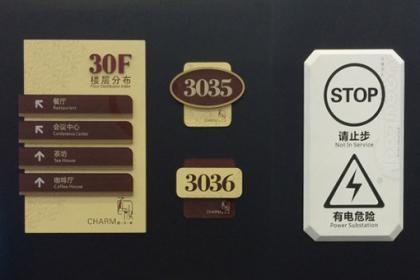 30F
楼层分布
Floor Distribution Index
餐厅
Restaurant
会议中心
Conference Center
茶坊
Tea House
咖啡厅
Coffee House
CHARM
3035
CHARM
3036
CHARM
STOP
请止步
Not In Service
有电危险
Power Substation